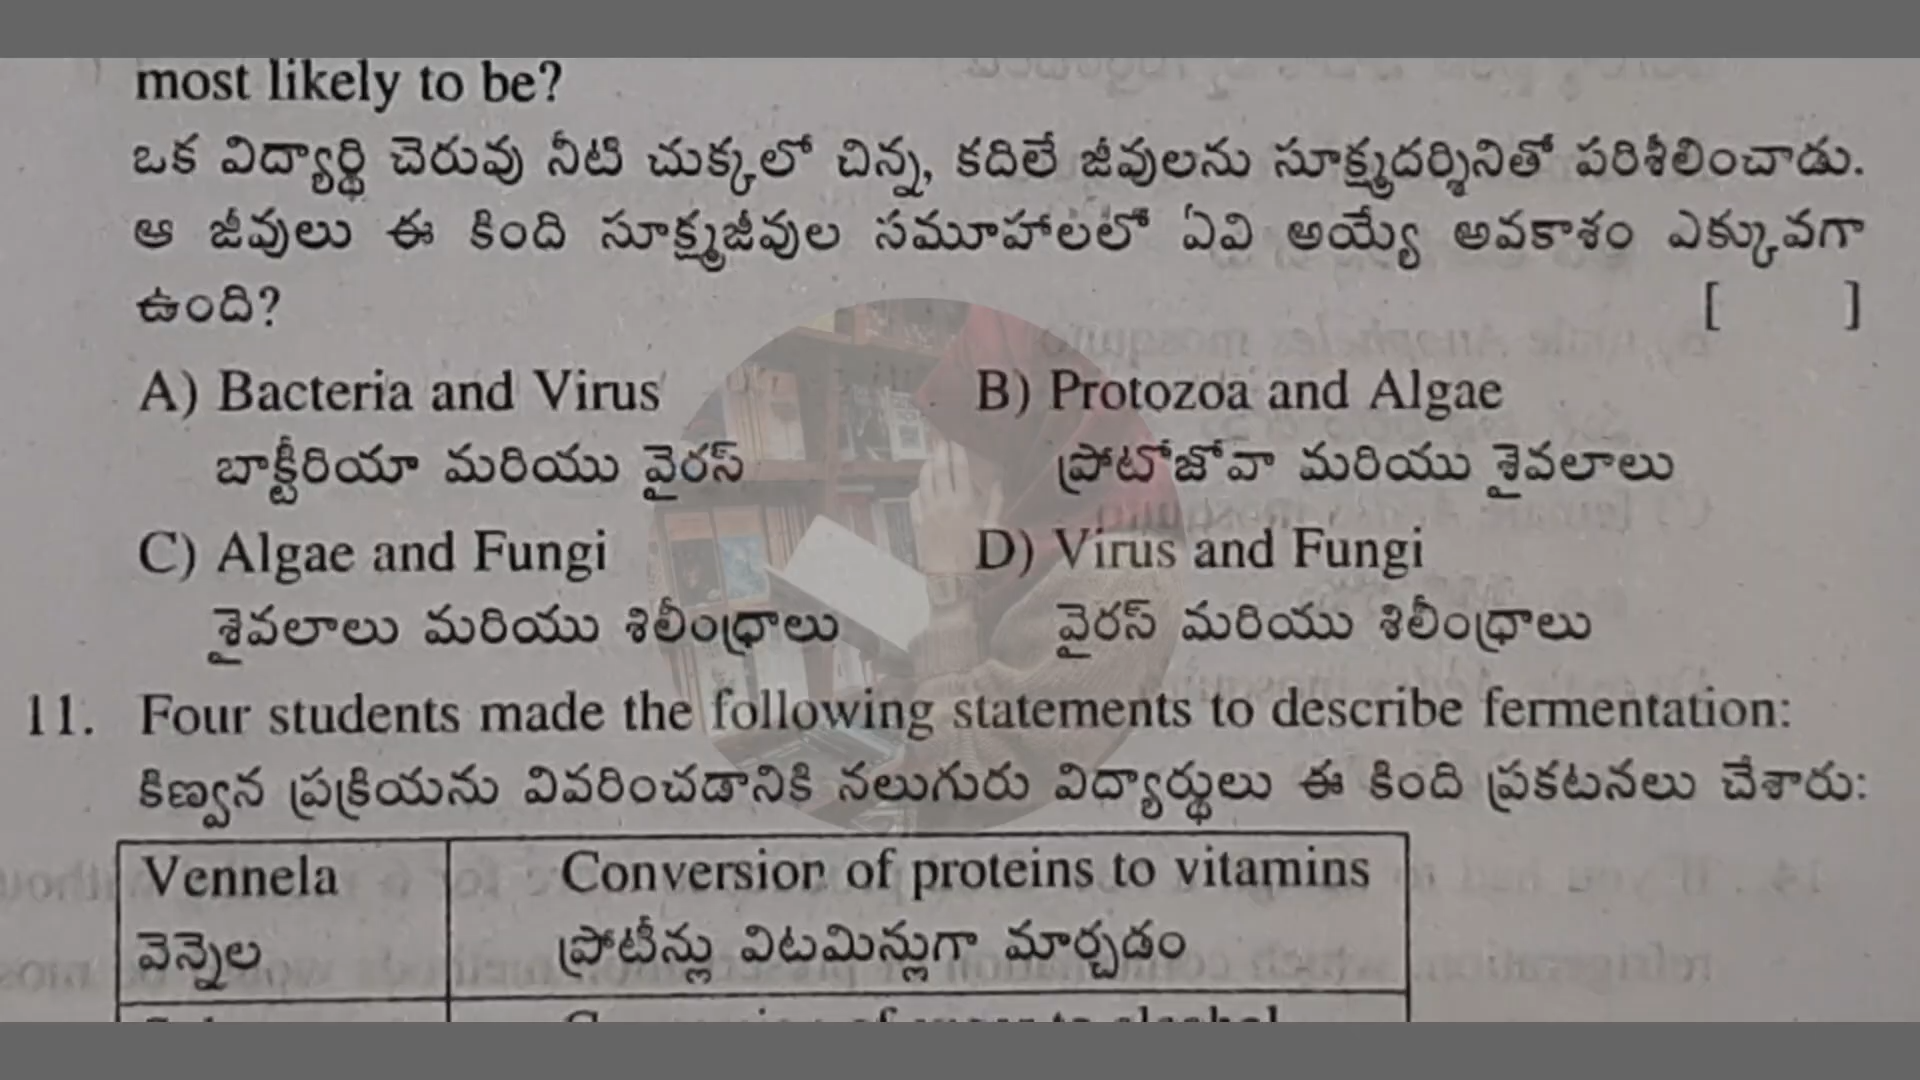 most likely to be?
ఒక విద్యార్థి చెరువు నీటి చుక్కలో చిన్న, కదిలే జీవులను సూక్ష్మదర్శినితో పరిశీలించాడు.
ఆ జీవులు ఈ కింది సూక్ష్మజీవుల సమూహాలలో ఏవి అయ్యే అవకాశం ఎక్కువగా
ఉంది? [ ]
A) Bacteria and Virus B) Protozoa and Algae
బాక్టీరియా మరియు వైరస్ ప్రోటోజోవా మరియు శైవలాలు
C) Algae and Fungi D) Virus and Fungi
శైవలాలు మరియు శిలీంధ్రాలు వైరస్ మరియు శిలీంధ్రాలు
11. Four students made the following statements to describe fermentation:
కిణ్వన ప్రక్రియను వివరించడానికి నలుగురు విద్యార్థులు ఈ కింది ప్రకటనలు చేశారు:
Vennela Conversion of proteins to vitamins
వెన్నెల ప్రోటీన్లు విటమిన్లుగా మార్చడం